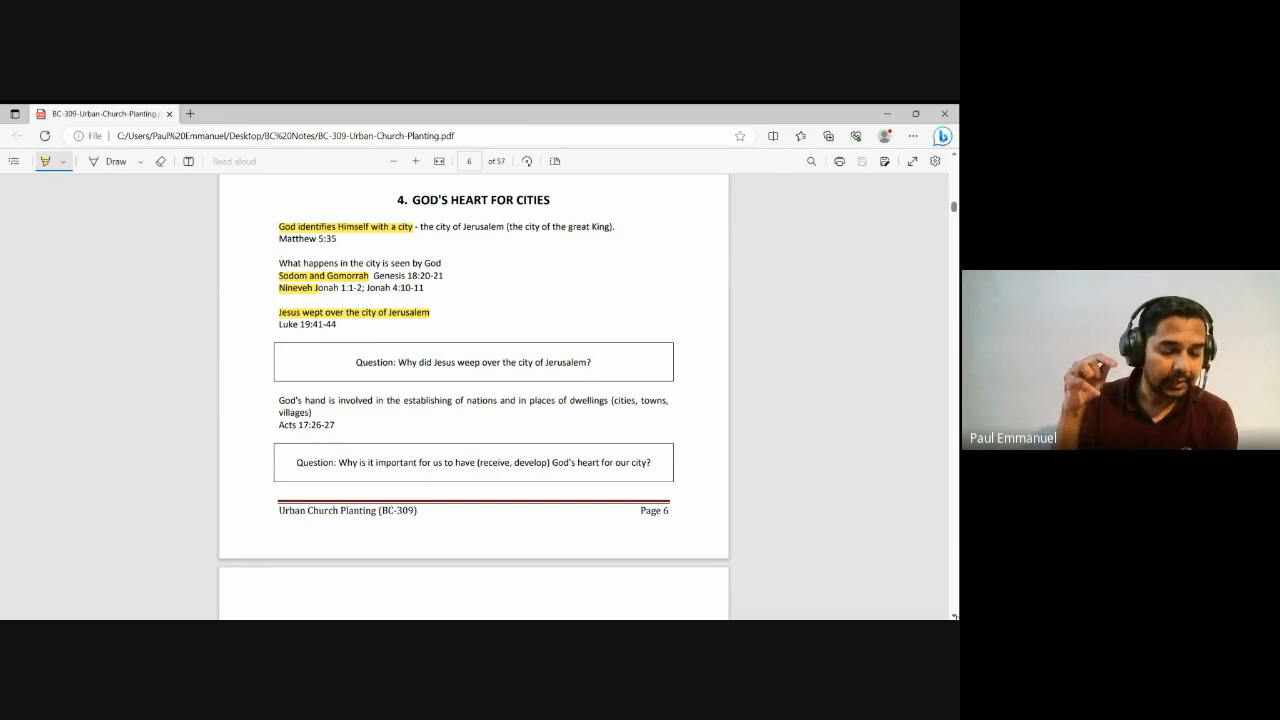 BC-309-Urban-Church-Planting.
File
C:/Users/Paul%20Emmanuel/Desktop/BC%20Notes/BC-309-Urban-Church-Planting.pdf
Draw
Read aloud
6
of 57
4. GOD'S HEART FOR CITIES
God identifies Himself with a city - the city of Jerusalem (the city of the great King).
Matthew 5:35
What happens in the city is seen by God
Sodom and Gomorrah Genesis 18:20-21
Nineveh Jonah 1:1-2; Jonah 4:10-11
Jesus wept over the city of Jerusalem
Luke 19:41-44
Question: Why did Jesus weep over the city of Jerusalem?
God's hand is involved in the establishing of nations and in places of dwellings (cities, towns,
villages)
Acts 17:26-27
Question: Why is it important for us to have (receive, develop) God's heart for our city?
Urban Church Planting (BC-309)
Page 6
Paul Emmanuel